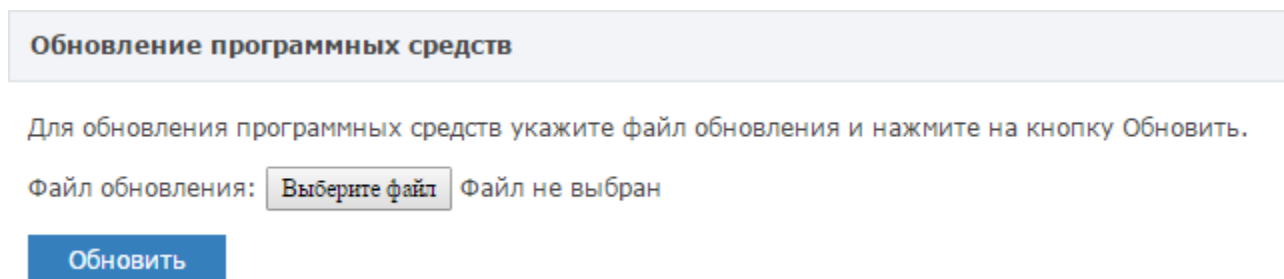 Обновление программных средств
Для обновления программных средств укажите файл обновления и нажмите на кнопку Обновить.
Файл обновления: Выберите файл Файл не выбран
Обновить